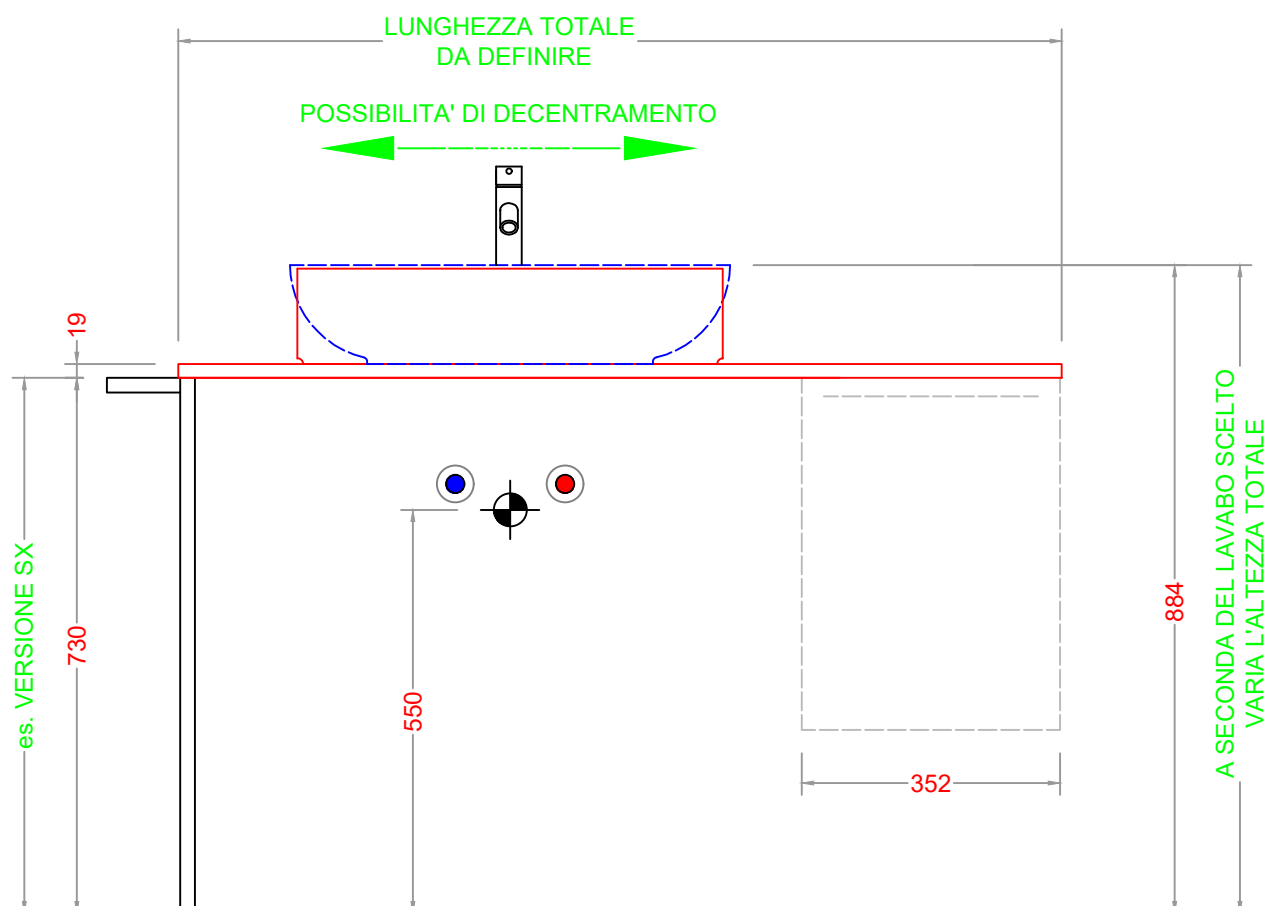 LUNGHEZZA TOTALE
DA DEFINIRE
POSSIBILITA' DI DECENTRAMENTO
19
es. VERSIONE SX
730
550
352
884
A SECONDA DEL LAVABO SCELTO
VARIA L'ALTEZZA TOTALE